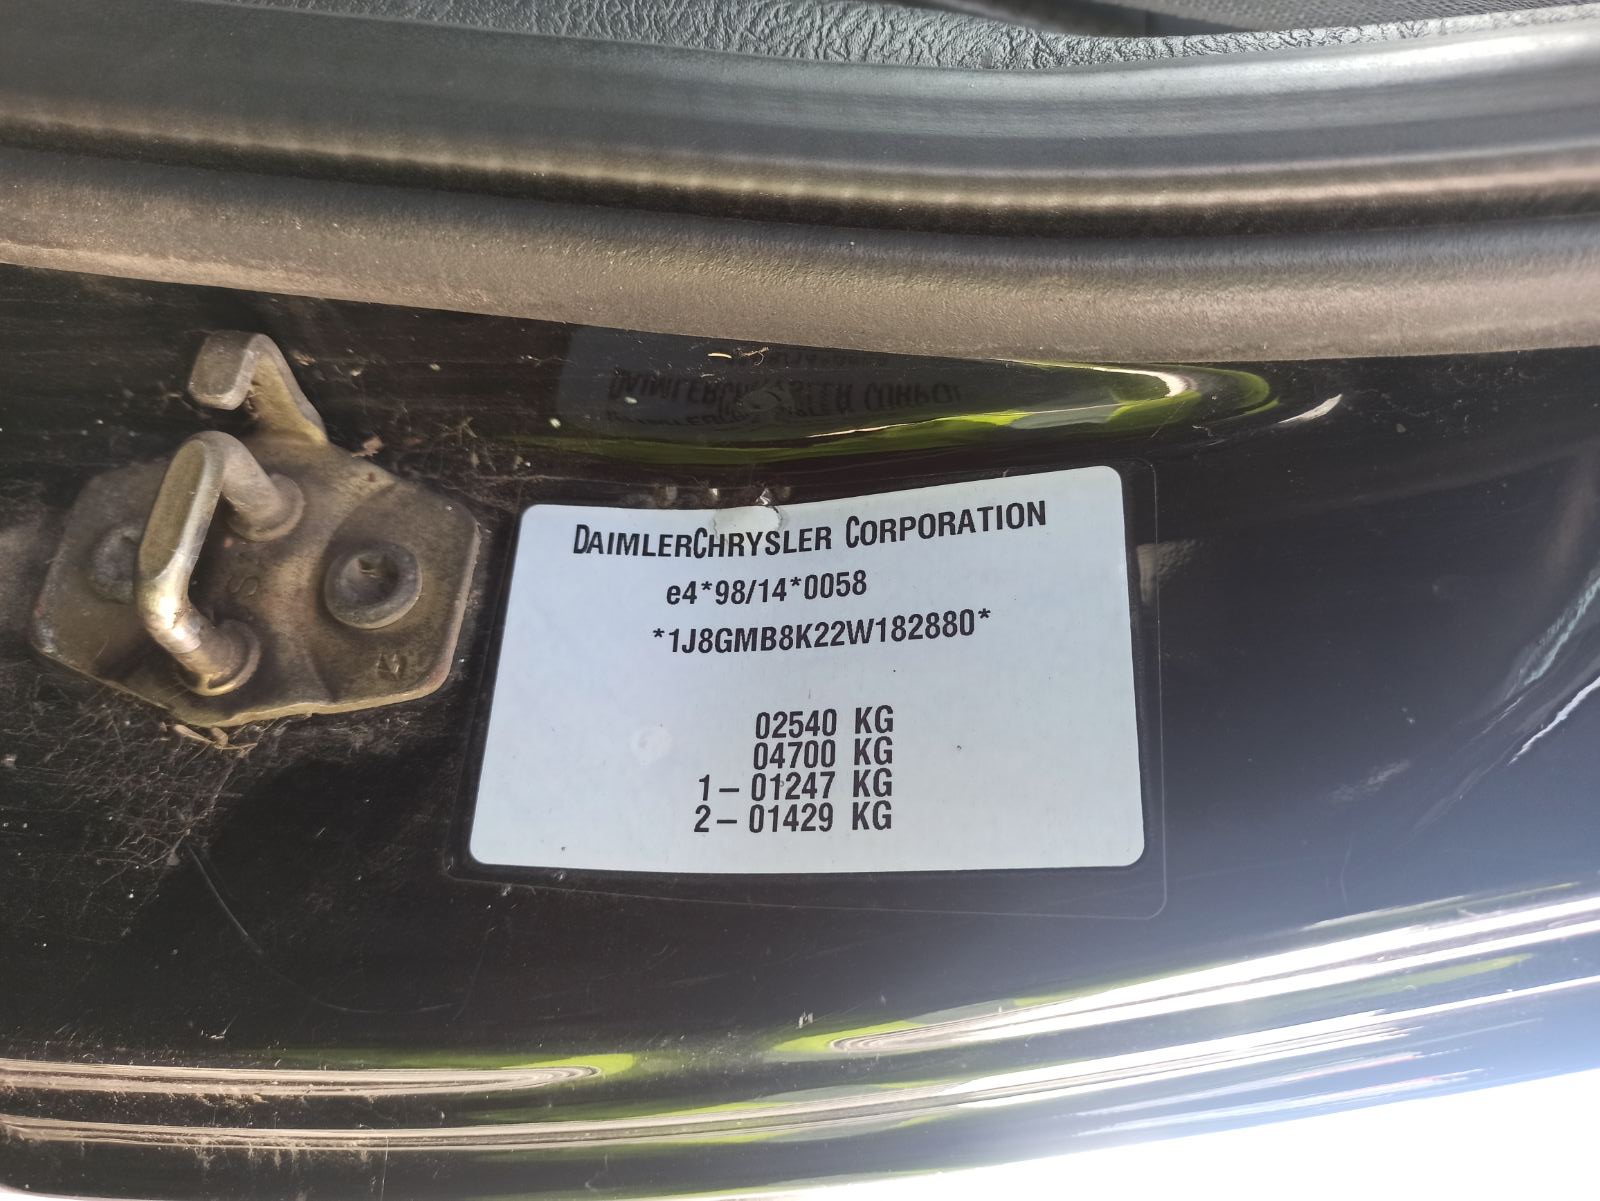 DAIMLERCHRYSLER CORPORATION
e4*98/14*0058
*1J8GMB8K22W182880*
02540 KG
04700 KG
1– 01247 KG
2– 01429 KG